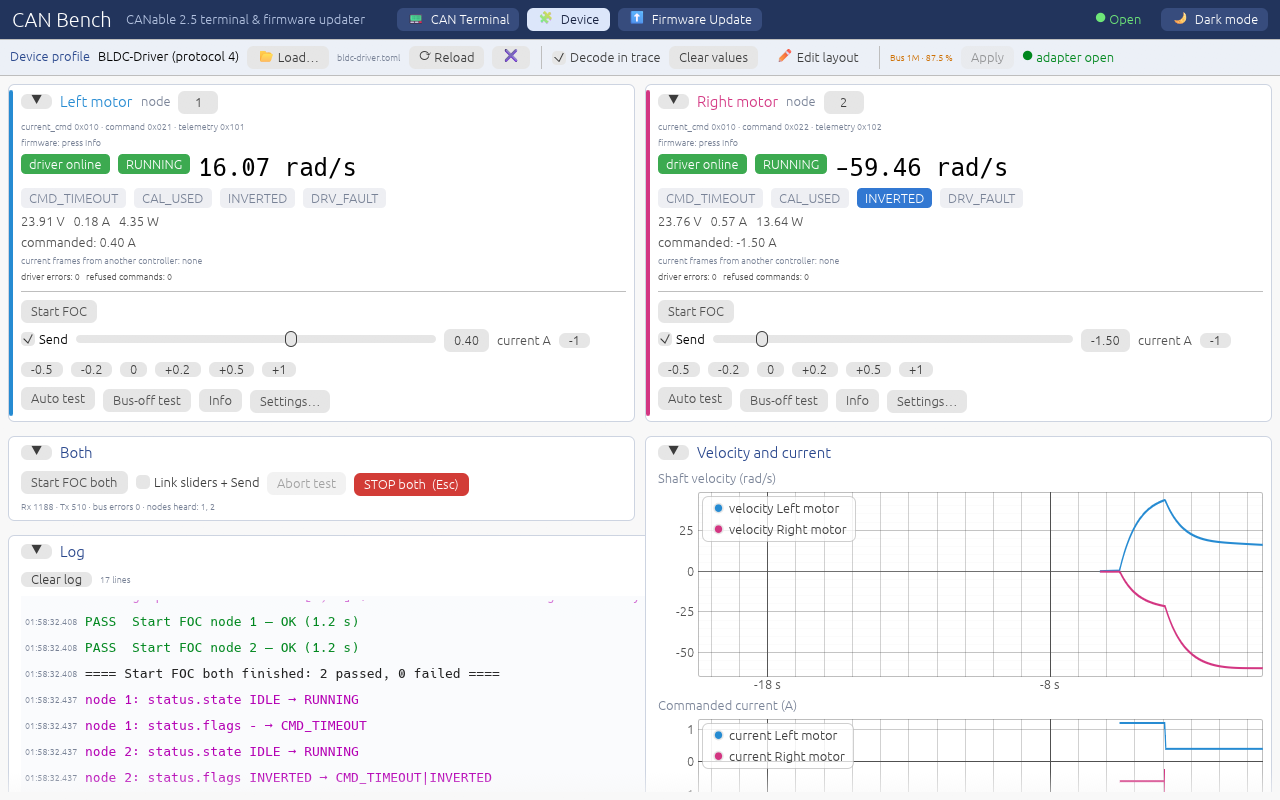 CAN Bench CANable 2.5 terminal & firmware updater CAN Terminal Device Firmware Update Open Dark mode
Device profile BLDC-Driver (protocol 4) Load... bldc-driver.toml Reload Decode in trace Clear values Edit layout Bus 1M · 87.5 % Apply adapter open
Left motor node 1
current_cmd 0x010 · command 0x021 · telemetry 0x101
firmware: press Info
driver online RUNNING 16.07 rad/s
CMD_TIMEOUT CAL_USED INVERTED DRV_FAULT
23.91 V 0.18 A 4.35 W
commanded: 0.40 A
current frames from another controller: none
driver errors: 0 refused commands: 0
Start FOC
Send 0.40 current A -1
-0.5 -0.2 0 +0.2 +0.5 +1
Auto test Bus-off test Info Settings...
Right motor node 2
current_cmd 0x010 · command 0x022 · telemetry 0x102
firmware: press Info
driver online RUNNING -59.46 rad/s
CMD_TIMEOUT CAL_USED INVERTED DRV_FAULT
23.76 V 0.57 A 13.64 W
commanded: -1.50 A
current frames from another controller: none
driver errors: 0 refused commands: 0
Start FOC
Send -1.50 current A -1
-0.5 -0.2 0 +0.2 +0.5 +1
Auto test Bus-off test Info Settings...
Both
Start FOC both Link sliders + Send Abort test STOP both (Esc)
Rx 1188 · Tx 510 · bus errors 0 · nodes heard: 1, 2
Log
Clear log 17 lines
01:58:32.408 PASS Start FOC node 1 — OK (1.2 s)
01:58:32.408 PASS Start FOC node 2 — OK (1.2 s)
01:58:32.408 ==== Start FOC both finished: 2 passed, 0 failed ====
01:58:32.437 node 1: status.state IDLE → RUNNING
01:58:32.437 node 1: status.flags - → CMD_TIMEOUT
01:58:32.437 node 2: status.state IDLE → RUNNING
01:58:32.437 node 2: status.flags INVERTED → CMD_TIMEOUT|INVERTED
Velocity and current
Shaft velocity (rad/s)
velocity Left motor
velocity Right motor
25
0
-25
-50
-18 s -8 s
Commanded current (A)
current Left motor
current Right motor
1
0